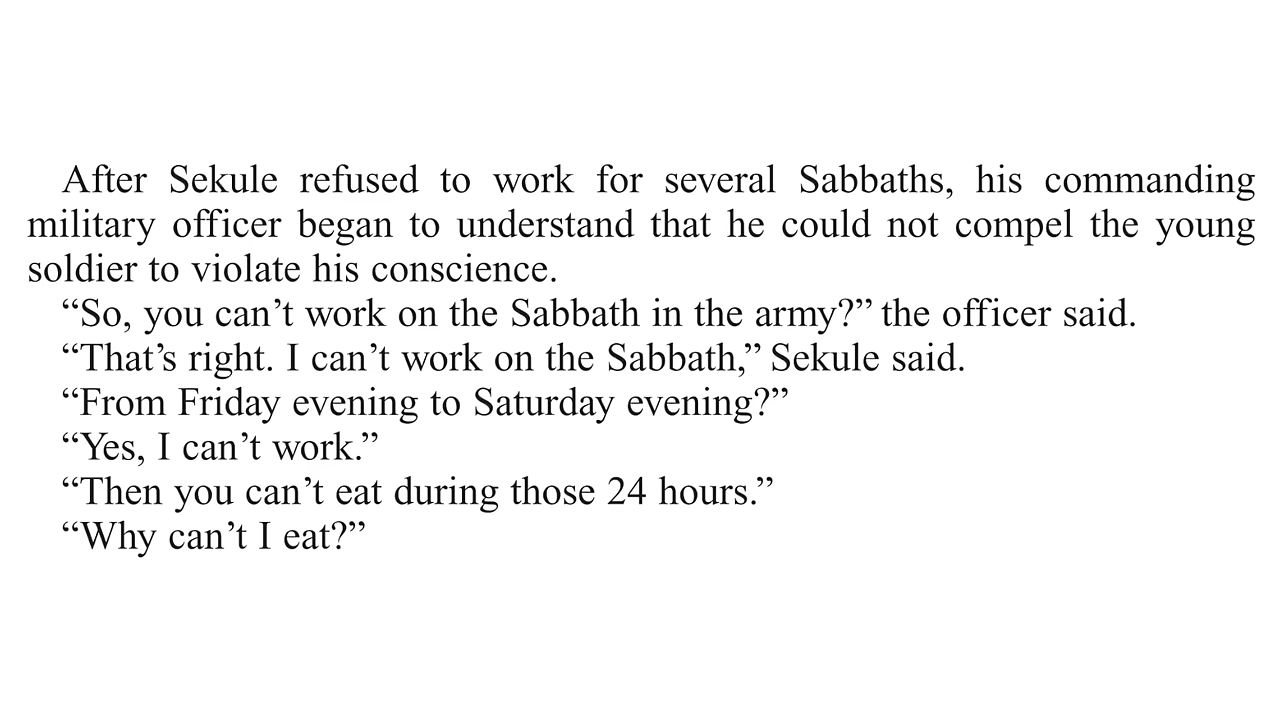 After Sekule refused to work for several Sabbaths, his commanding
military officer began to understand that he could not compel the young
soldier to violate his conscience.
“So, you can’t work on the Sabbath in the army?” the officer said.
“That’s right. I can’t work on the Sabbath,” Sekule said.
“From Friday evening to Saturday evening?”
“Yes, I can’t work.”
“Then you can’t eat during those 24 hours.”
“Why can’t I eat?”